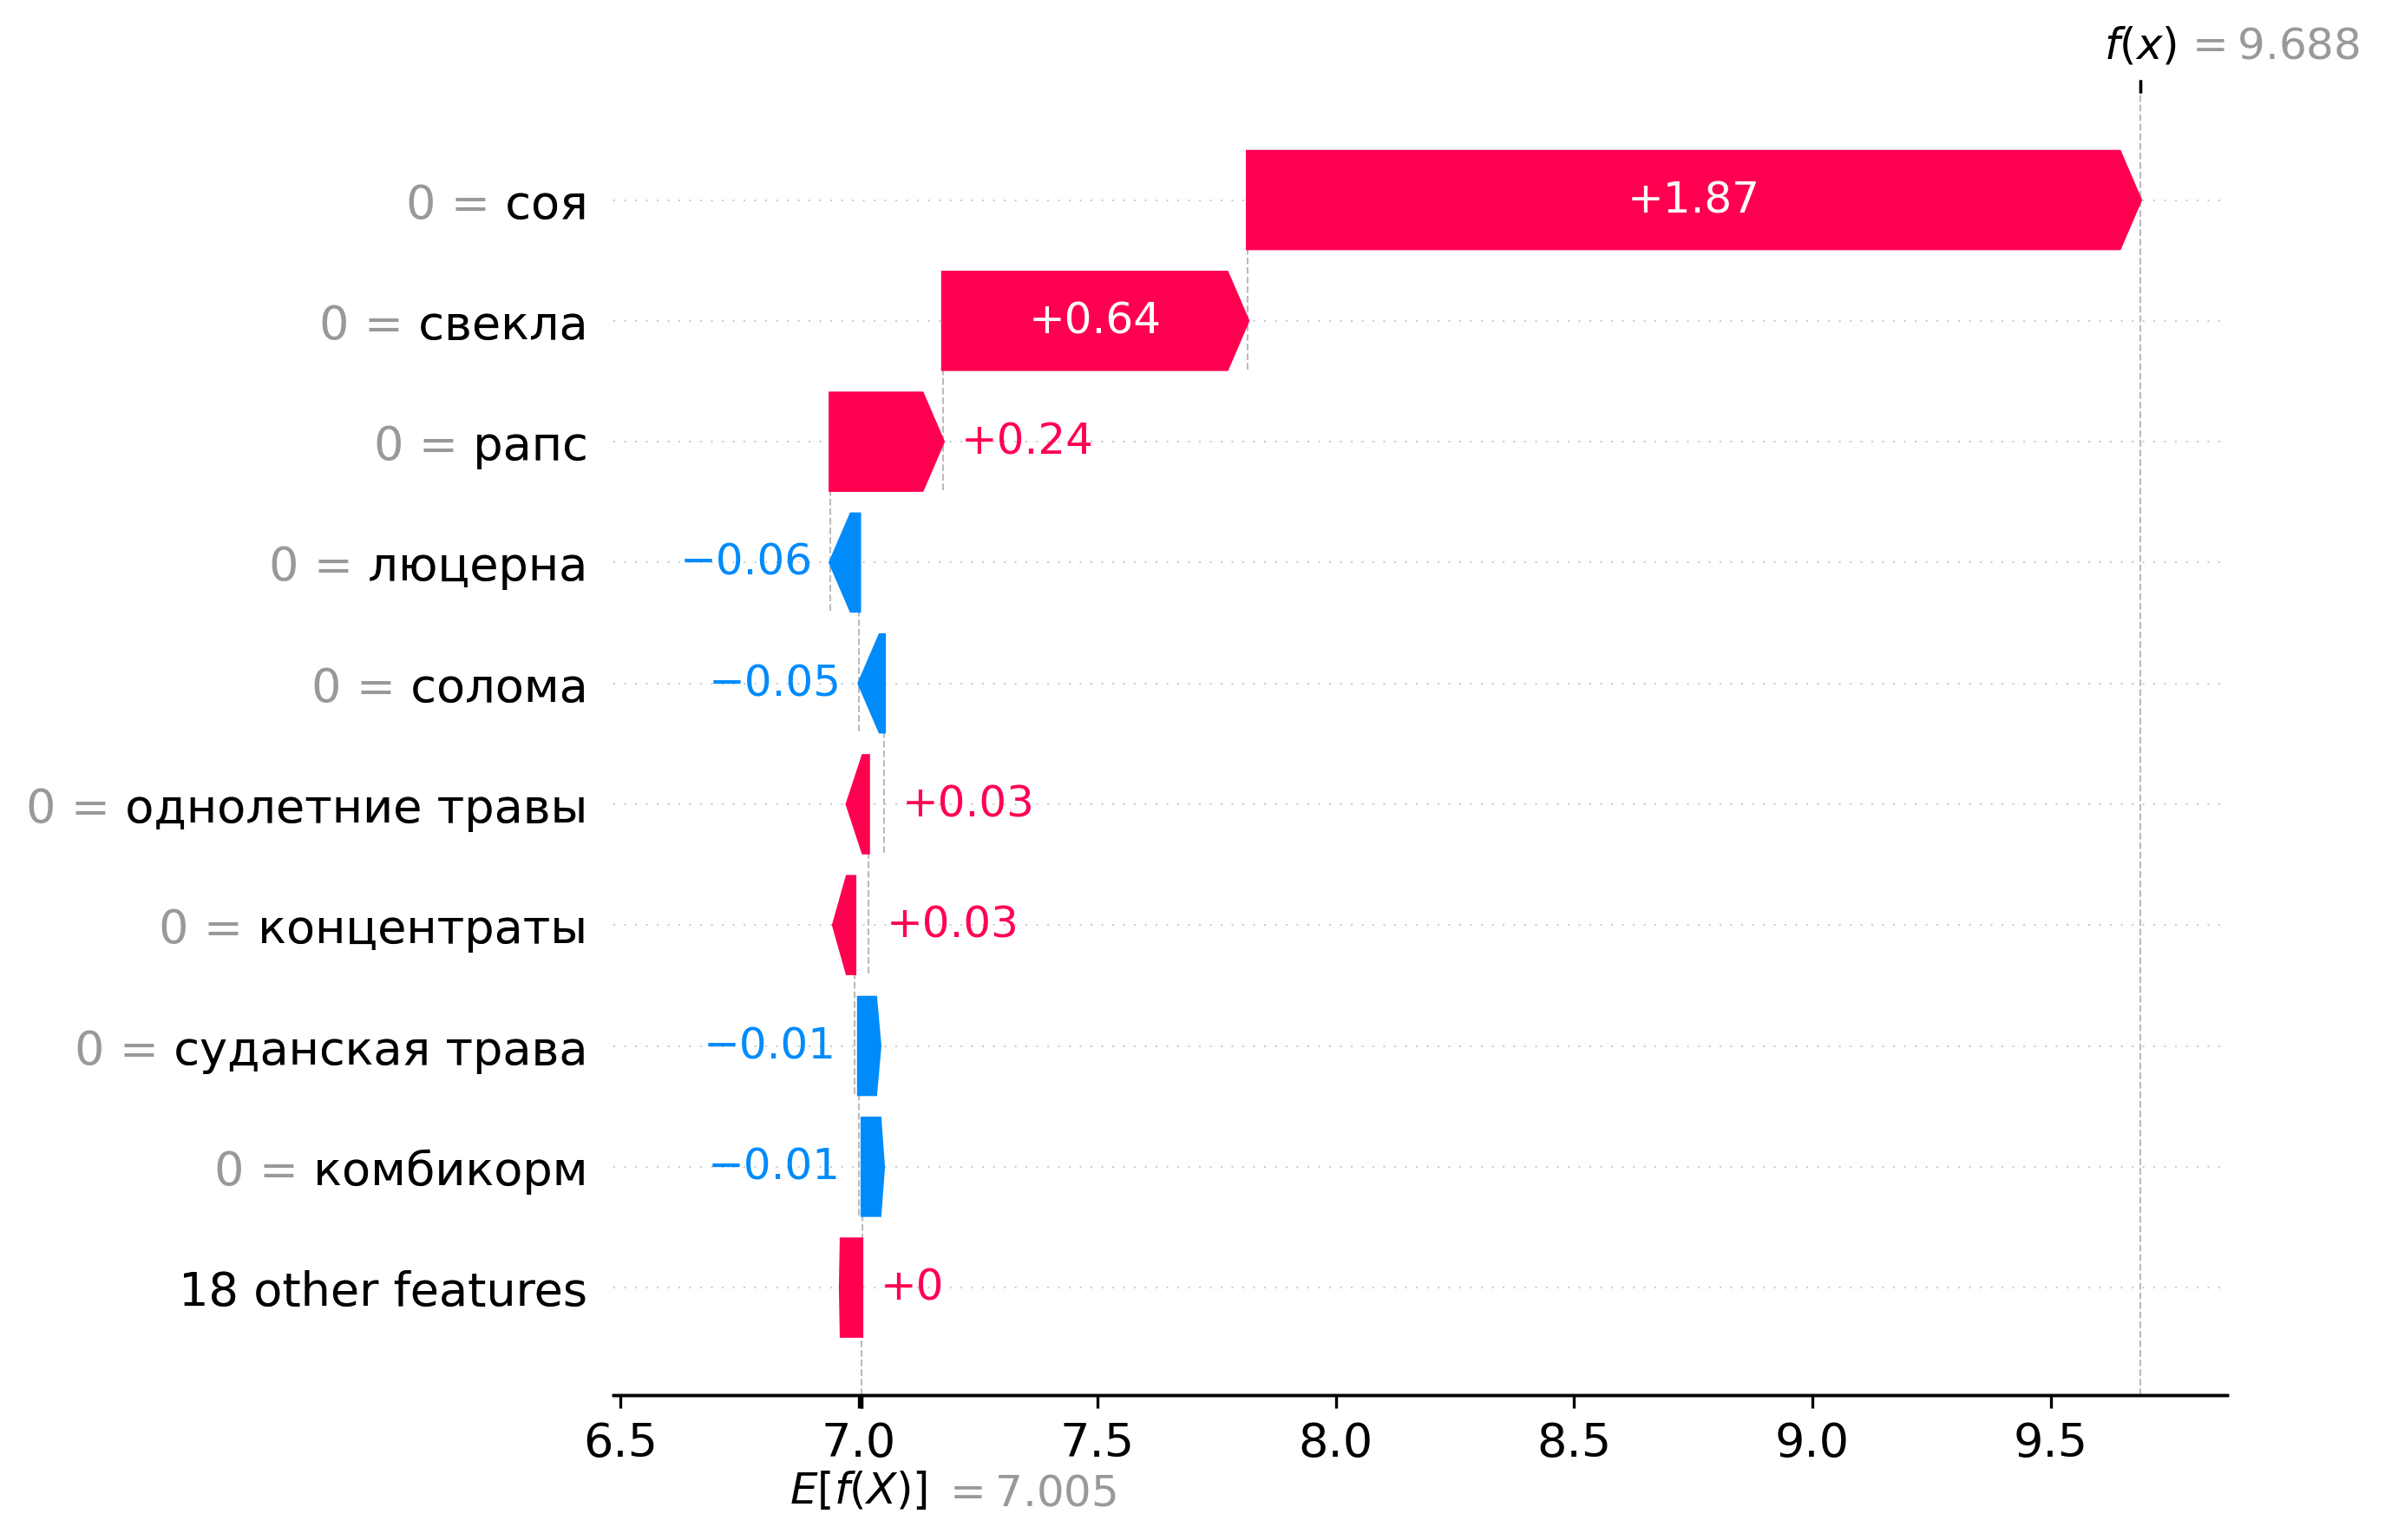 f(x) = 9.688
0 = соя +1.87
0 = свекла +0.64
0 = рапс +0.24
0 = люцерна −0.06
0 = солома −0.05
0 = однолетние травы +0.03
0 = концентраты +0.03
0 = суданская трава −0.01
0 = комбикорм −0.01
18 other features +0
6.5 7.0 7.5 8.0 8.5 9.0 9.5
E[f(X)] = 7.005